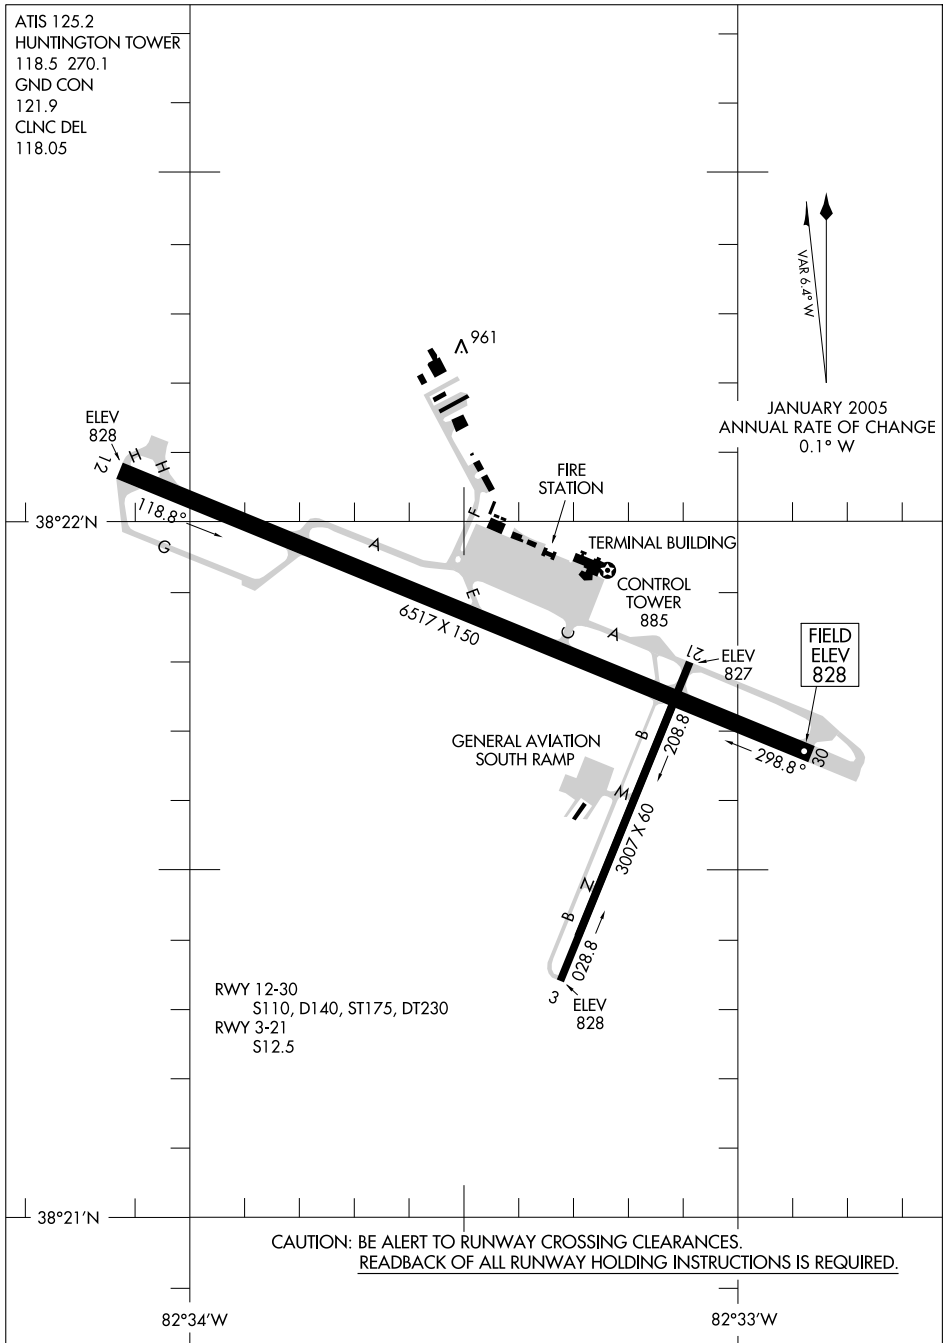 ATIS 125.2
HUNTINGTON TOWER
118.5 270.1
GND CON
121.9
CLNC DEL
118.05
961
VAR 6.4° W
JANUARY 2005
ANNUAL RATE OF CHANGE
0.1° W
ELEV
828
12
H
H
118.8°
FIRE
STATION
38°22'N
F
G
A
TERMINAL BUILDING
E
CONTROL
TOWER
885
6517 X 150
C
A
21
ELEV
827
FIELD
ELEV
828
GENERAL AVIATION
SOUTH RAMP
B
208.8
298.8°
30
M
3007 X 60
N
B
028.8
3
ELEV
828
RWY 12-30
S110, D140, ST175, DT230
RWY 3-21
S12.5
38°21'N
CAUTION: BE ALERT TO RUNWAY CROSSING CLEARANCES.
READBACK OF ALL RUNWAY HOLDING INSTRUCTIONS IS REQUIRED.
82°34'W
82°33'W